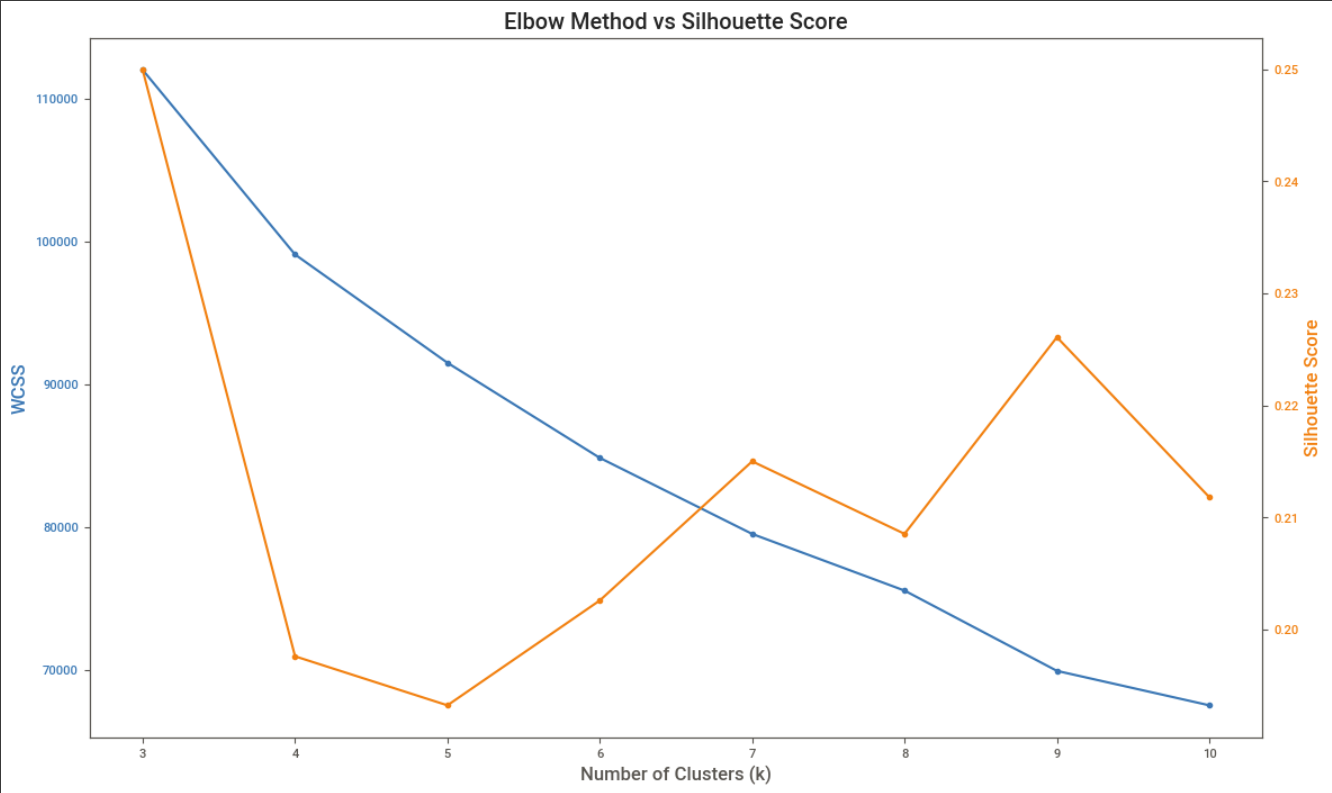 Elbow Method vs Silhouette Score
110000
100000
90000
80000
70000
WCSS
0.25
0.24
0.23
0.22
0.21
0.20
Silhouette Score
3 4 5 6 7 8 9 10
Number of Clusters (k)